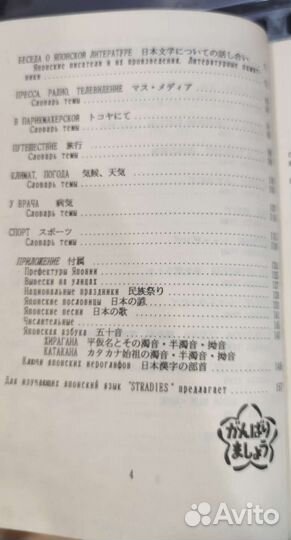 БЕСЕДА О ЯПОНСКОЙ ЛИТЕРАТУРЕ 日本文学についての話し合い
Японские писатели и их произведения. Литературные
ники
ПРЕССА, РАДИО, ТЕЛЕВИДЕНИЕ マス・メディア
Словарь темы
В ПАРИКМАХЕРСКОЙ トコヤにて
ПУТЕШЕСТВИЕ 旅行
Словарь темы
КЛИМАТ, ПОГОДА 気候、天気
Словарь темы
У ВРАЧА 病気
Словарь темы
СПОРТ スポーツ
Словарь темы
ПРИЛОЖЕНИЕ 付属
Префектуры Японии
Вывески на улицах
Национальные праздники 民族祭り
Японские пословицы 日本の諺
Японские песни 日本の歌
Числительные
Японская азбука 五十音
ХИРАГАНА 平仮名とその濁音・半濁音・拗音
КАТАКАНА カタカナ始祖の濁音・半濁音・拗音
Ключи японских иероглифов 日本漢字の部首
Для изучающих японский язык "STRADIES" предлагает
がんばり
ましょう
4
Avito